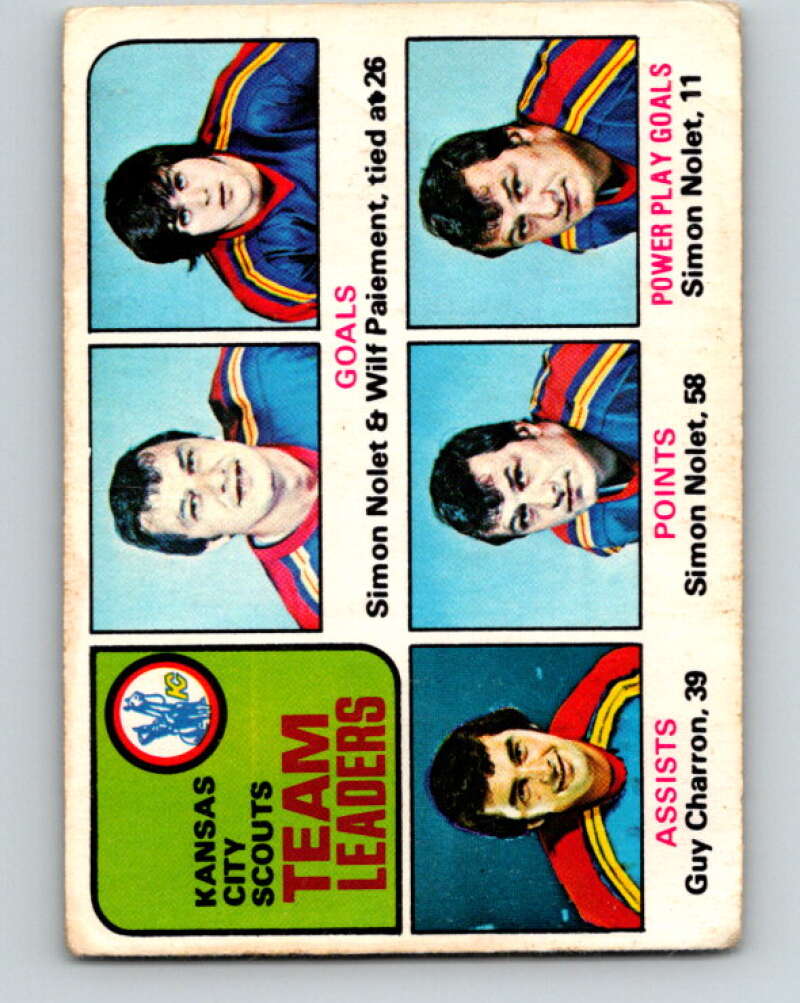 KC
KANSAS
CITY
SCOUTS
TEAM
LEADERS
GOALS
Simon Nolet & Wilf Paiement, tied at 26
ASSISTS
Guy Charron, 39
POINTS
Simon Nolet, 58
POWER PLAY GOALS
Simon Nolet, 11